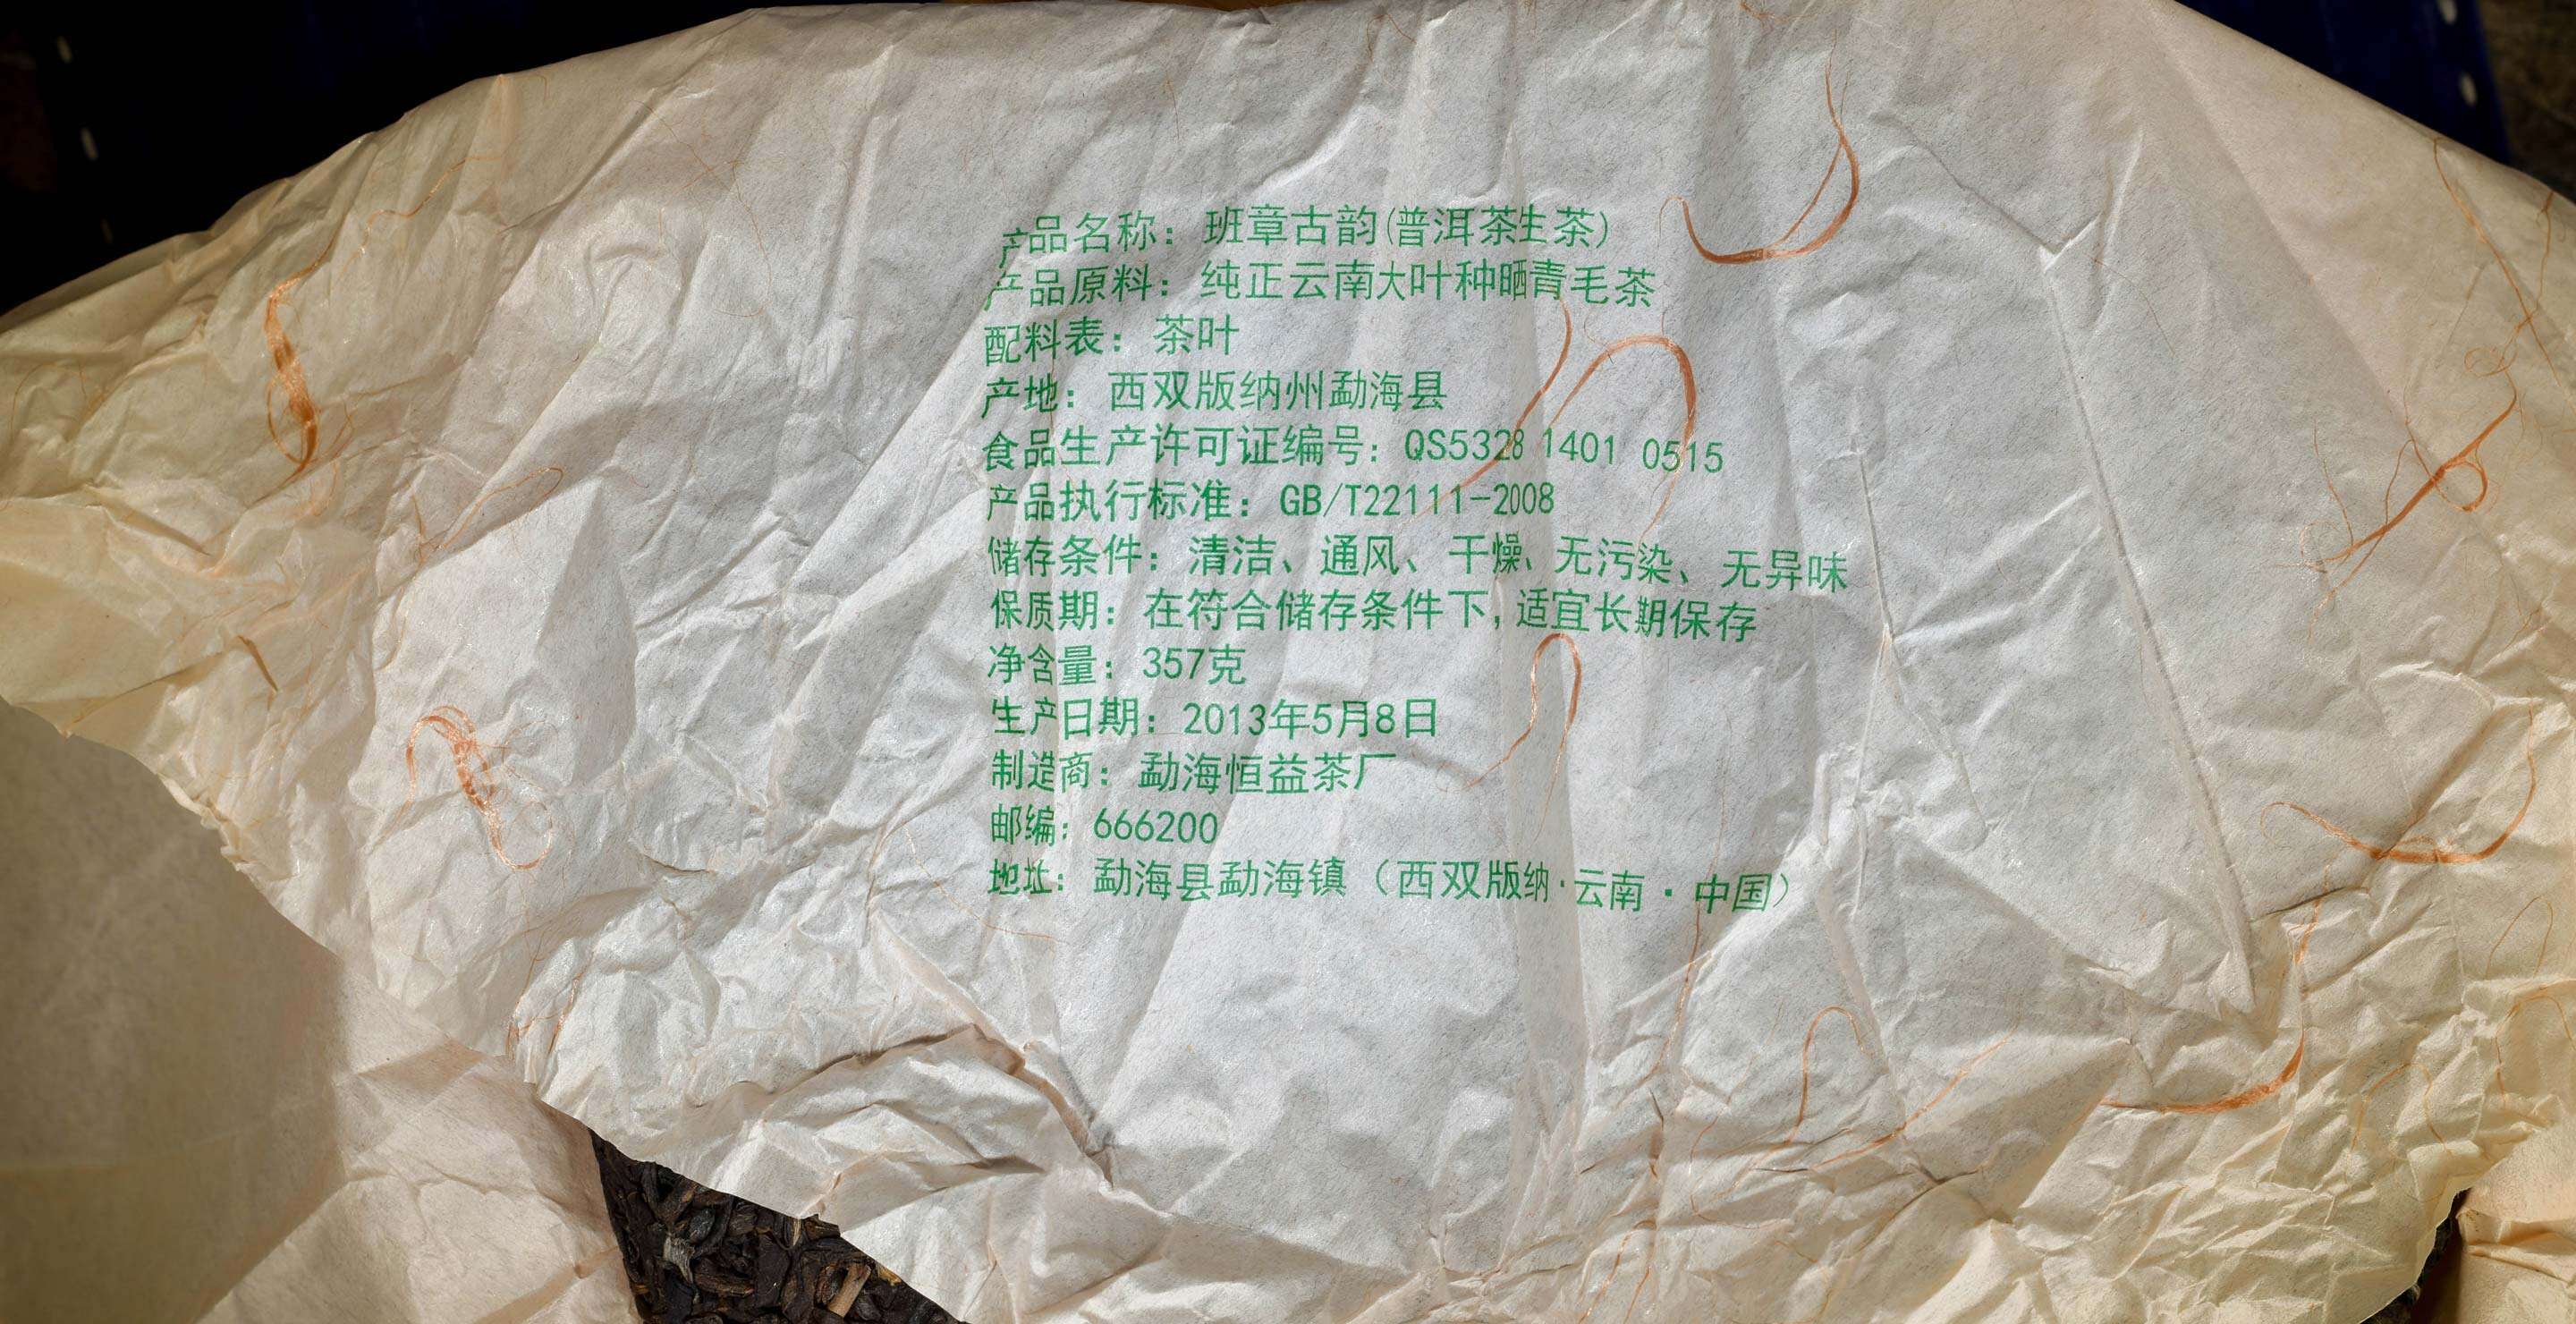 产品名称：班章古韵(普洱茶生茶)
产品原料：纯正云南大叶种晒青毛茶
配料表：茶叶
产地：西双版纳州勐海县
食品生产许可证编号：QS5328 1401 0515
产品执行标准：GB/T22111-2008
储存条件：清洁、通风、干燥、无污染、无异味
保质期：在符合储存条件下,适宜长期保存
净含量：357克
生产日期：2013年5月8日
制造商：勐海恒益茶厂
邮编：666200
地址：勐海县勐海镇（西双版纳·云南·中国）